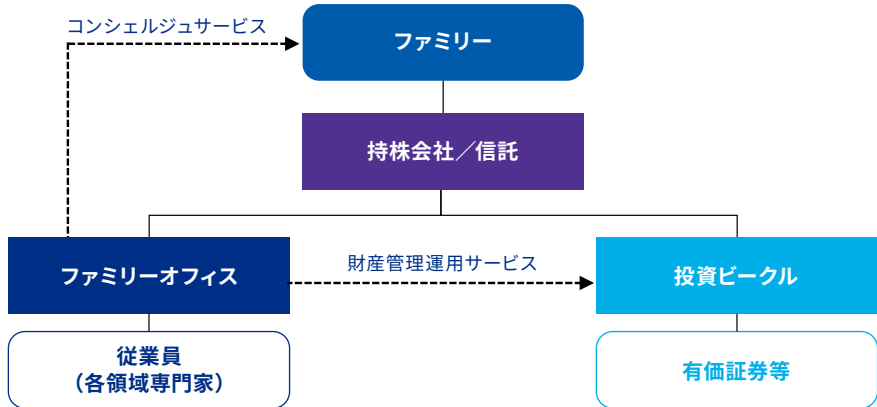 コンシェルジュサービス
ファミリー
持株会社／信託
ファミリーオフィス
財産管理運用サービス
投資ビークル
従業員
（各領域専門家）
有価証券等